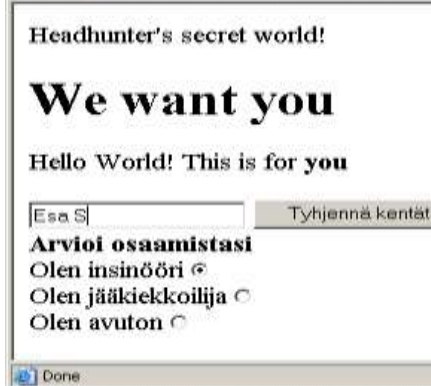 Headhunter's secret world!
We want you
Hello World! This is for you
Esa S Tyhjennä kentät
Arvioi osaamistasi
Olen insinööri
Olen jääkiekkoilija
Olen avuton
Done